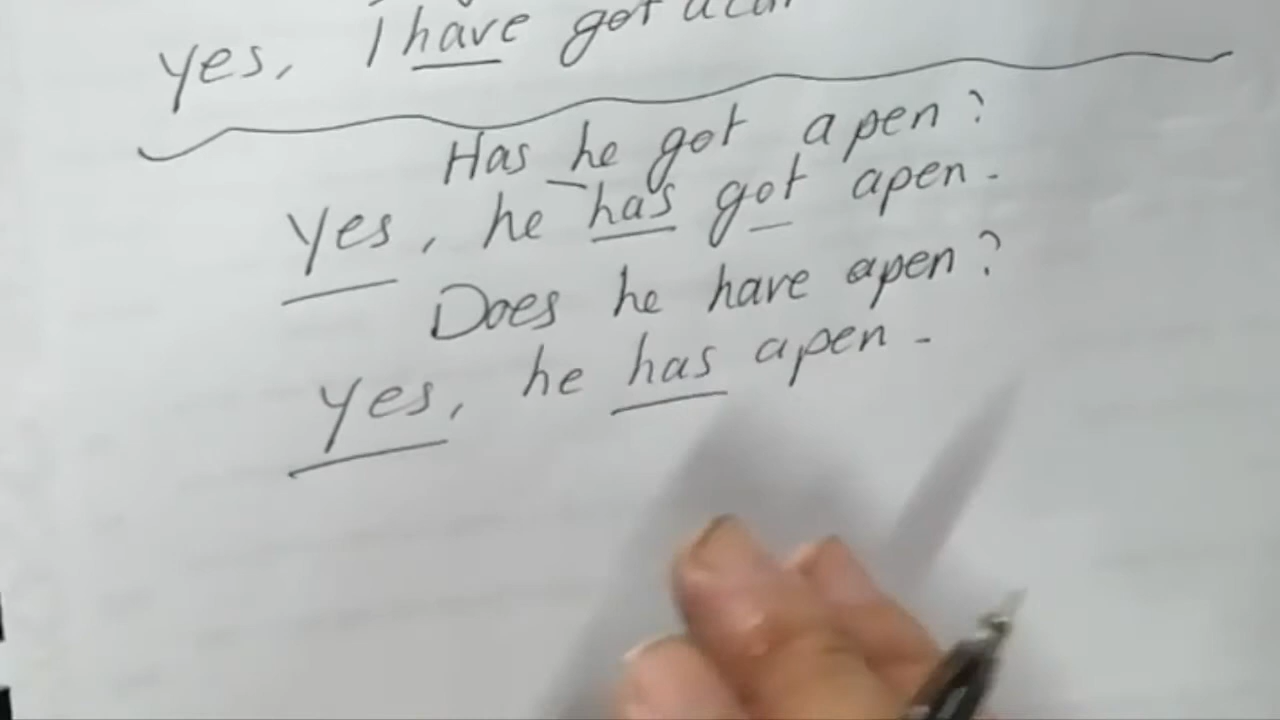 yes, I have got
Has he got a pen?
Yes, he has got apen.
Does he have apen?
Yes, he has apen.